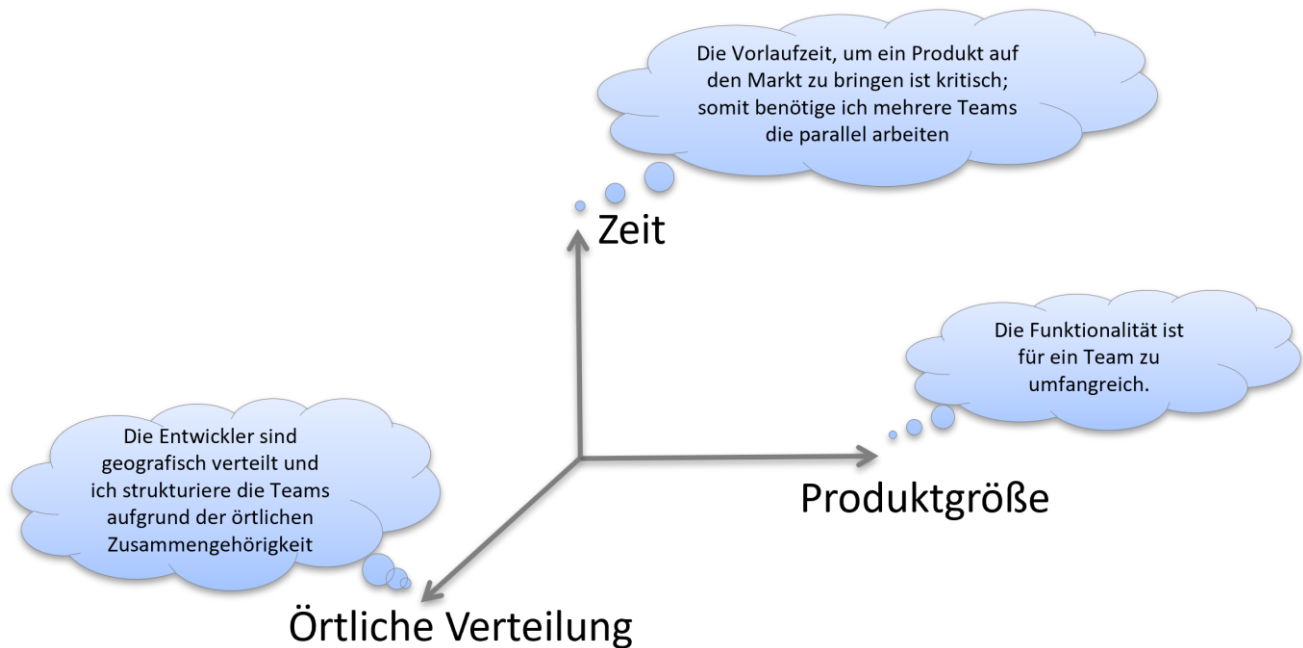 Die Vorlaufzeit, um ein Produkt auf
den Markt zu bringen ist kritisch;
somit benötige ich mehrere Teams
die parallel arbeiten
Zeit
Die Funktionalität ist
für ein Team zu
umfangreich.
Produktgröße
Die Entwickler sind
geografisch verteilt und
ich strukturiere die Teams
aufgrund der örtlichen
Zusammengehörigkeit
Örtliche Verteilung